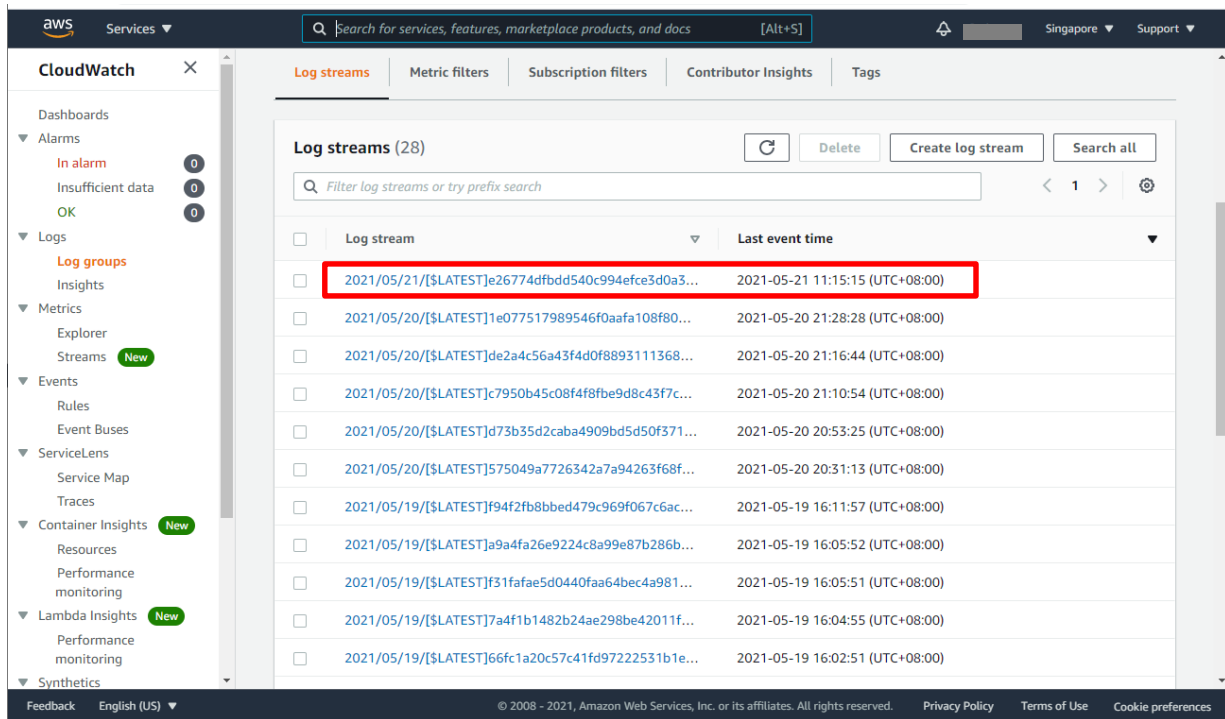 aws Services ▼ Search for services, features, marketplace products, and docs [Alt+S] Singapore ▼ Support ▼
CloudWatch ×
Dashboards
▼ Alarms
In alarm 0
Insufficient data 0
OK 0
▼ Logs
Log groups
Insights
▼ Metrics
Explorer
Streams New
▼ Events
Rules
Event Buses
▼ ServiceLens
Service Map
Traces
▼ Container Insights New
Resources
Performance
monitoring
▼ Lambda Insights New
Performance
monitoring
▼ Synthetics
Log streams Metric filters Subscription filters Contributor Insights Tags
Log streams (28) Delete Create log stream Search all
Filter log streams or try prefix search < 1 >
Log stream Last event time
2021/05/21/[$LATEST]e26774dfbdd540c994efce3d0a3... 2021-05-21 11:15:15 (UTC+08:00)
2021/05/20/[$LATEST]1e077517989546f0aafa108f80... 2021-05-20 21:28:28 (UTC+08:00)
2021/05/20/[$LATEST]de2a4c56a43f4d0f8893111368... 2021-05-20 21:16:44 (UTC+08:00)
2021/05/20/[$LATEST]c7950b45c08f4f8fbe9d8c43f7c... 2021-05-20 21:10:54 (UTC+08:00)
2021/05/20/[$LATEST]d73b35d2caba4909bd5d50f371... 2021-05-20 20:53:25 (UTC+08:00)
2021/05/20/[$LATEST]575049a7726342a7a94263f68f... 2021-05-20 20:31:13 (UTC+08:00)
2021/05/19/[$LATEST]f94f2fb8bbed479c969f067c6ac... 2021-05-19 16:11:57 (UTC+08:00)
2021/05/19/[$LATEST]a9a4fa26e9224c8a99e87b286b... 2021-05-19 16:05:52 (UTC+08:00)
2021/05/19/[$LATEST]f31fafae5d0440faa64bec4a981... 2021-05-19 16:05:51 (UTC+08:00)
2021/05/19/[$LATEST]7a4f1b1482b24ae298be42011f... 2021-05-19 16:04:55 (UTC+08:00)
2021/05/19/[$LATEST]66fc1a20c57c41fd97222531b1e... 2021-05-19 16:02:51 (UTC+08:00)
Feedback English (US) ▼ © 2008 - 2021, Amazon Web Services, Inc. or its affiliates. All rights reserved. Privacy Policy Terms of Use Cookie preferences